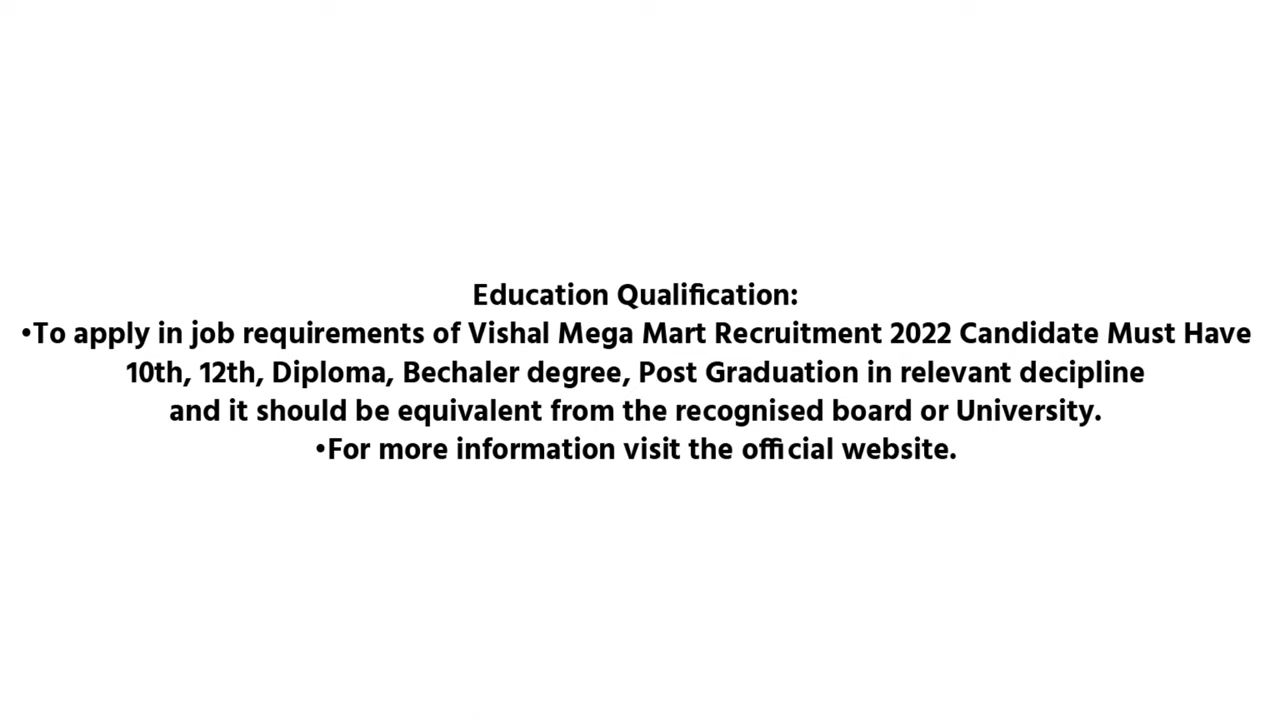 Education Qualification:
•To apply in job requirements of Vishal Mega Mart Recruitment 2022 Candidate Must Have
10th, 12th, Diploma, Bechaler degree, Post Graduation in relevant decipline
and it should be equivalent from the recognised board or University.
•For more information visit the official website.